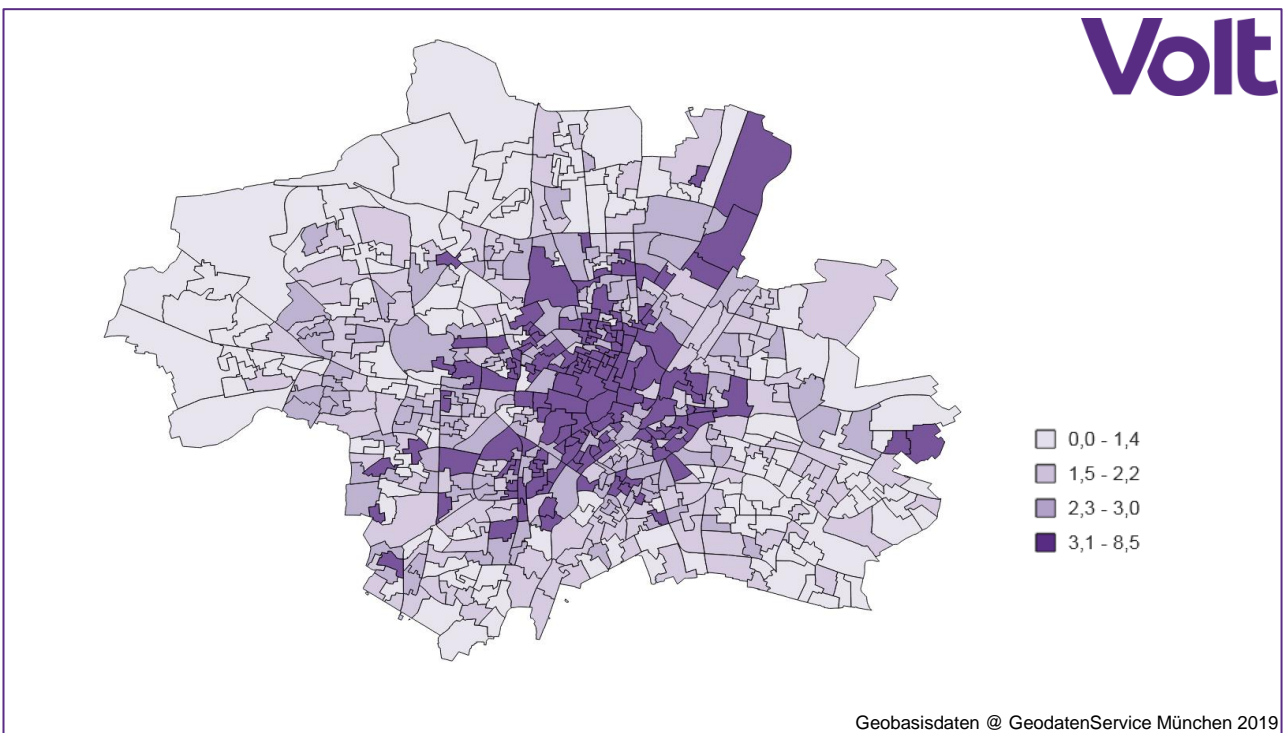 Volt
0,0 - 1,4
1,5 - 2,2
2,3 - 3,0
3,1 - 8,5
Geobasisdaten @ GeodatenService München 2019